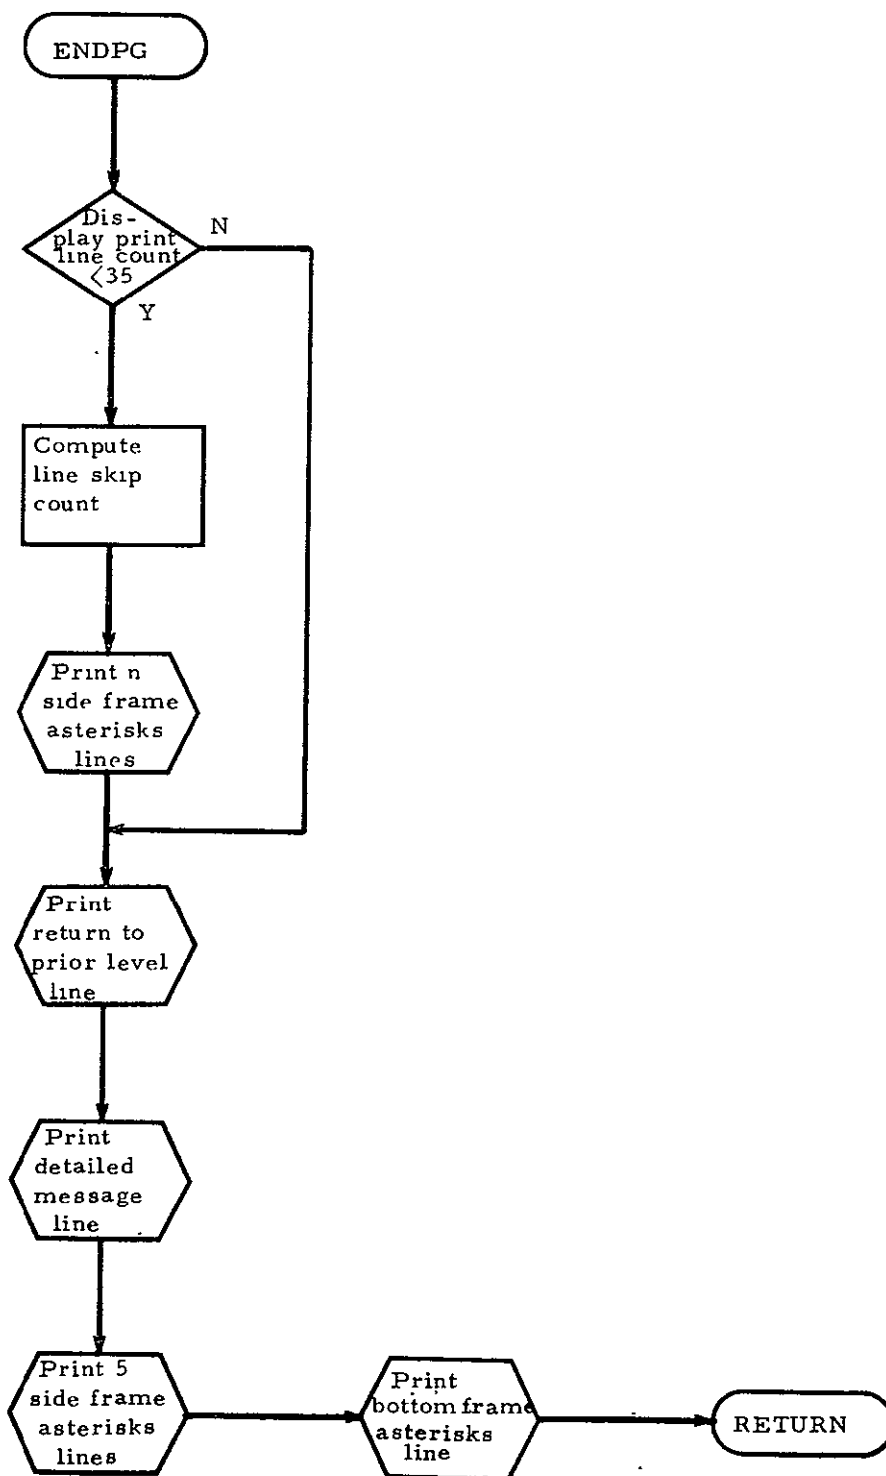 ENDPG
Dis-
play print
line count
<35
N
Y
Compute
line skip
count
Print n
side frame
asterisks
lines
Print
return to
prior level
line
Print
detailed
message
line
Print 5
side frame
asterisks
lines
Print
bottom frame
asterisks
line
RETURN